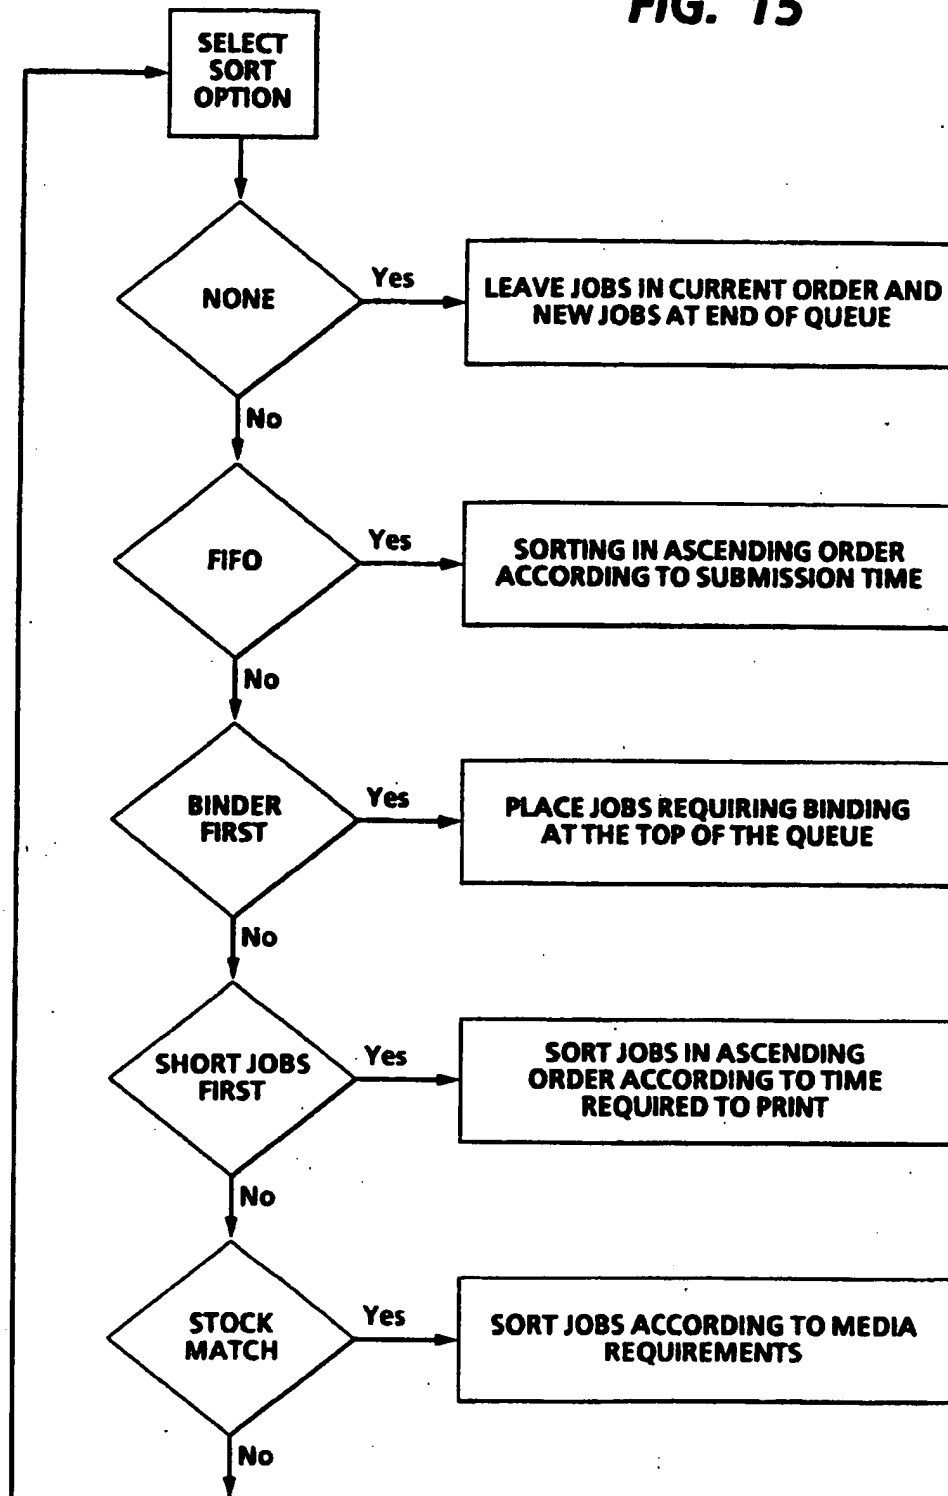 FIG. 15
SELECT
SORT
OPTION
NONE
Yes
LEAVE JOBS IN CURRENT ORDER AND
NEW JOBS AT END OF QUEUE
No
FIFO
Yes
SORTING IN ASCENDING ORDER
ACCORDING TO SUBMISSION TIME
No
BINDER
FIRST
Yes
PLACE JOBS REQUIRING BINDING
AT THE TOP OF THE QUEUE
No
SHORT JOBS
FIRST
Yes
SORT JOBS IN ASCENDING
ORDER ACCORDING TO TIME
REQUIRED TO PRINT
No
STOCK
MATCH
Yes
SORT JOBS ACCORDING TO MEDIA
REQUIREMENTS
No